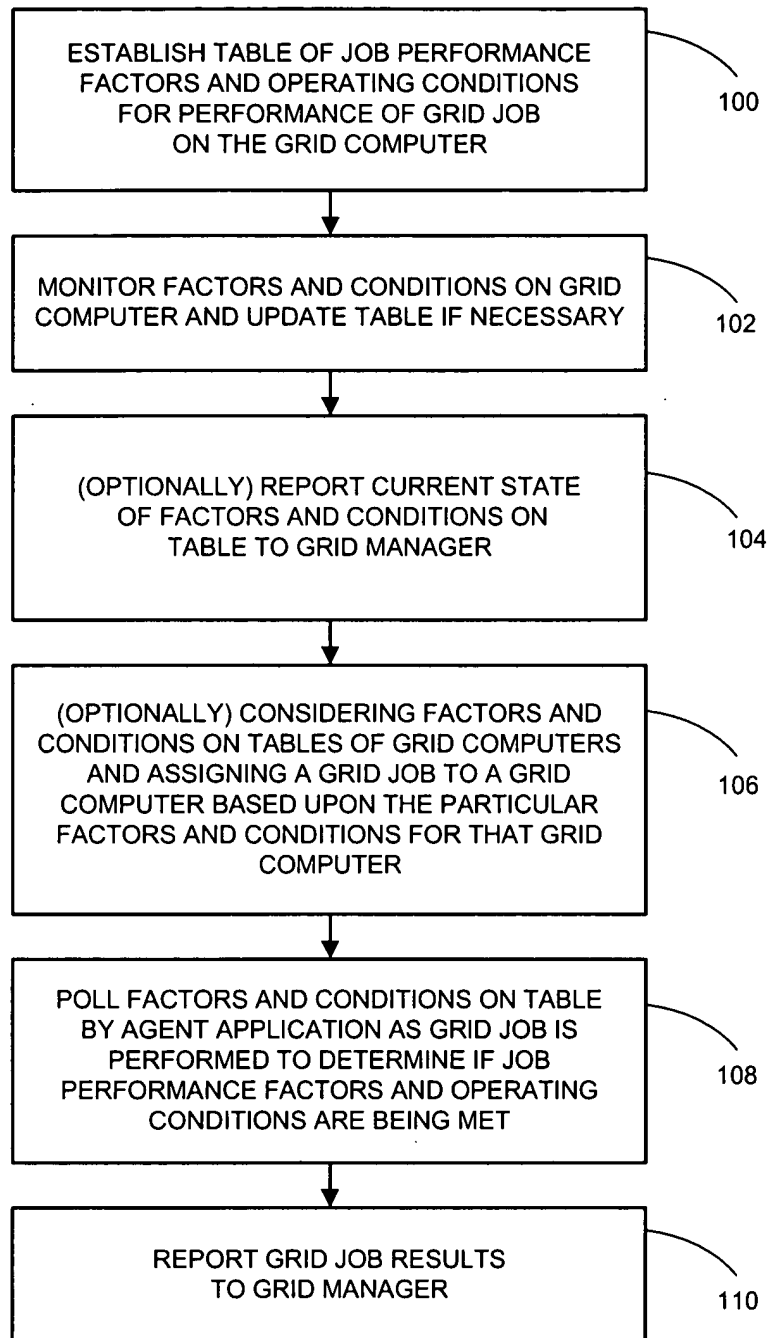 ESTABLISH TABLE OF JOB PERFORMANCE
FACTORS AND OPERATING CONDITIONS
FOR PERFORMANCE OF GRID JOB
ON THE GRID COMPUTER
100
MONITOR FACTORS AND CONDITIONS ON GRID
COMPUTER AND UPDATE TABLE IF NECESSARY
102
(OPTIONALLY) REPORT CURRENT STATE
OF FACTORS AND CONDITIONS ON
TABLE TO GRID MANAGER
104
(OPTIONALLY) CONSIDERING FACTORS AND
CONDITIONS ON TABLES OF GRID COMPUTERS
AND ASSIGNING A GRID JOB TO A GRID
COMPUTER BASED UPON THE PARTICULAR
FACTORS AND CONDITIONS FOR THAT GRID
COMPUTER
106
POLL FACTORS AND CONDITIONS ON TABLE
BY AGENT APPLICATION AS GRID JOB IS
PERFORMED TO DETERMINE IF JOB
PERFORMANCE FACTORS AND OPERATING
CONDITIONS ARE BEING MET
108
REPORT GRID JOB RESULTS
TO GRID MANAGER
110